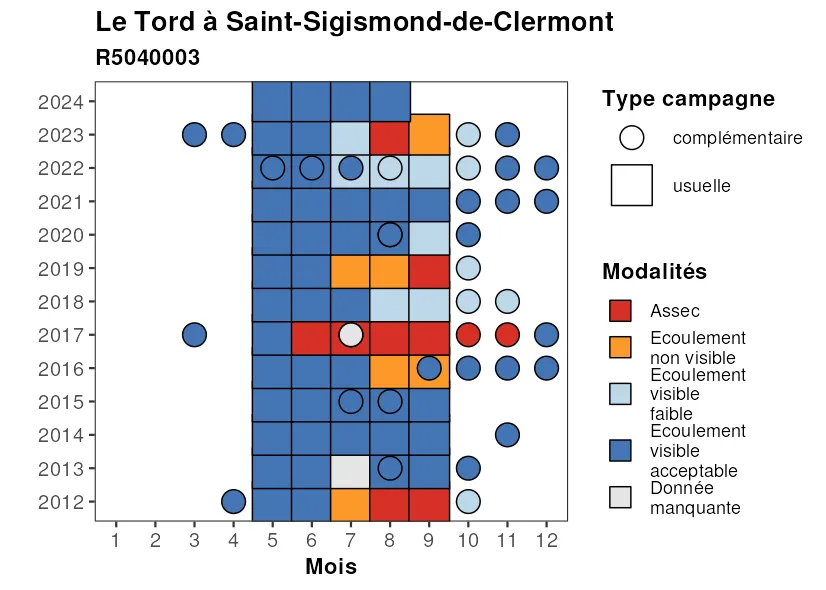 Le Tord à Saint-Sigismond-de-Clermont
R5040003
2024
2023
2022
2021
2020
2019
2018
2017
2016
2015
2014
2013
2012
1 2 3 4 5 6 7 8 9 10 11 12
Mois
Type campagne
complémentaire
usuelle
Modalités
Assec
Ecoulement
non visible
Ecoulement
visible
faible
Ecoulement
visible
acceptable
Donnée
manquante